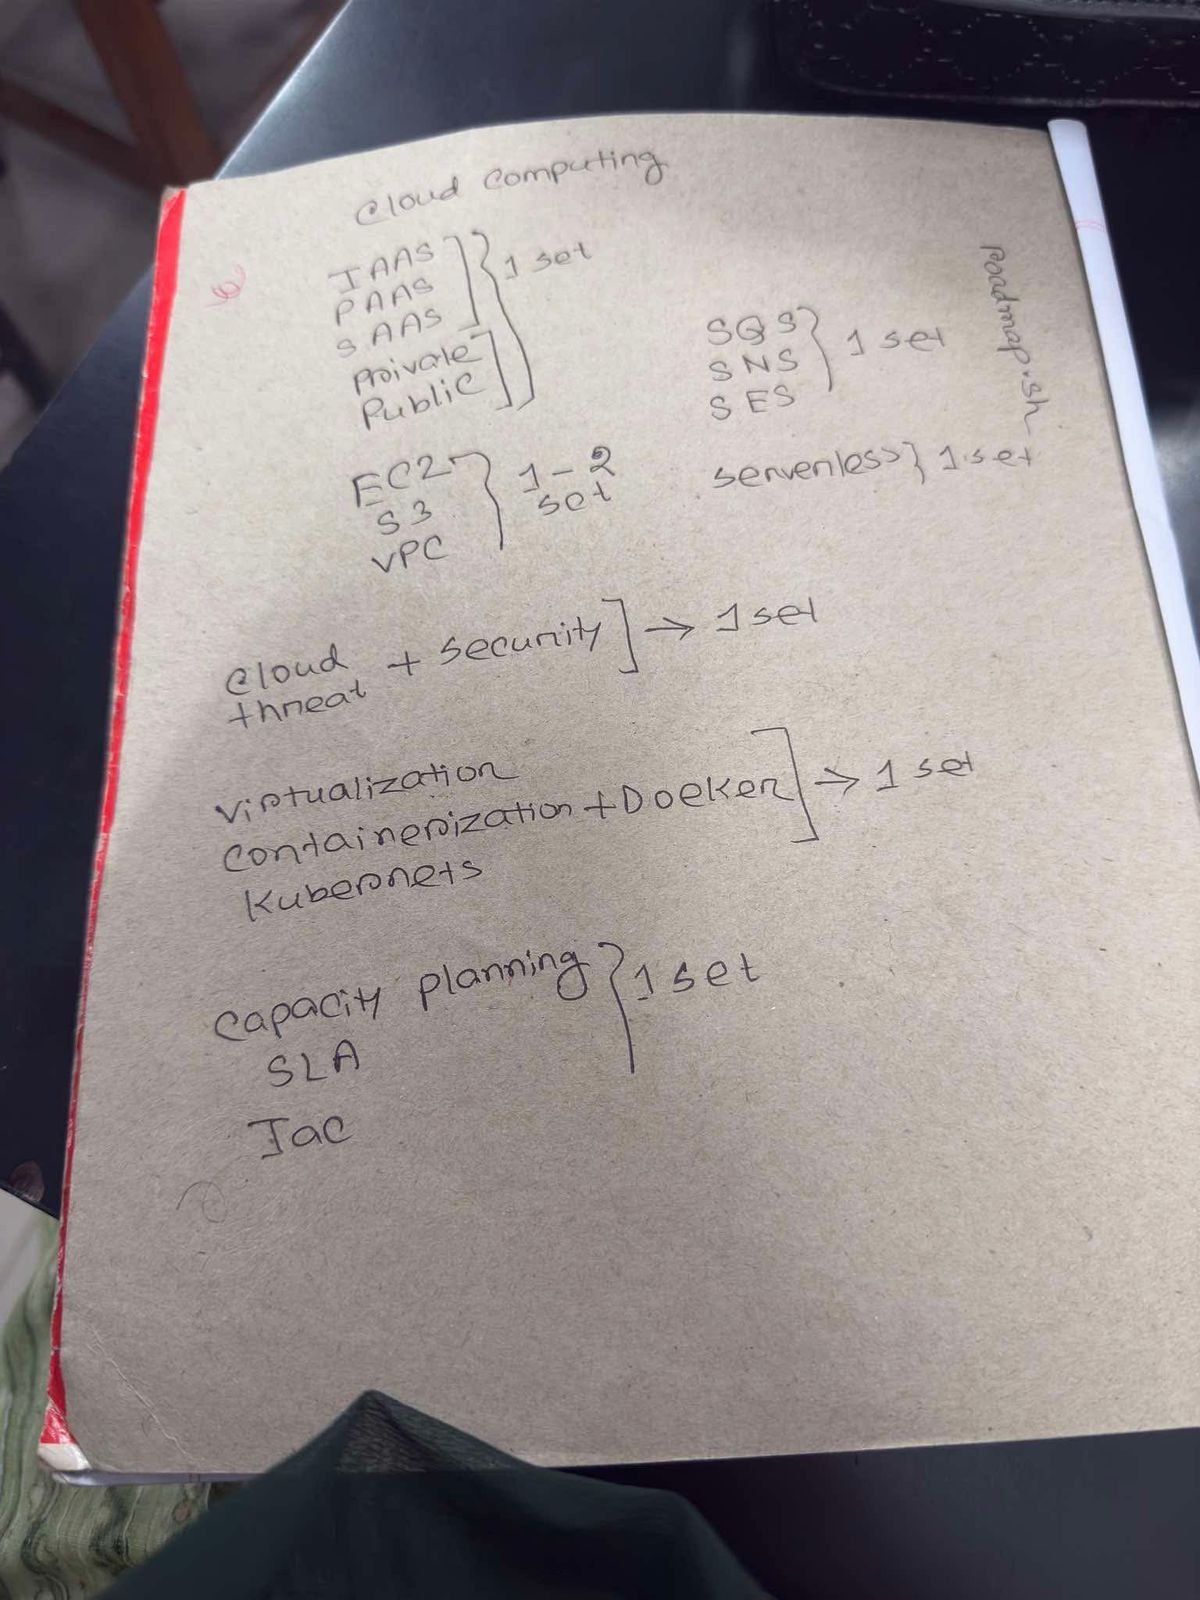 Cloud Computing
IAAS
PAAS
SAAS
Private
Public
1 set
SQS
SNS
SES
1 set
roadmap.sh
EC2
S3
VPC
1-2
set
serverless } 1 set
Cloud + security ] → 1 set
threat
Virtualization
Containerization + Docker ] → 1 set
Kubernets
Capacity planning } 1 set
SLA
IaC